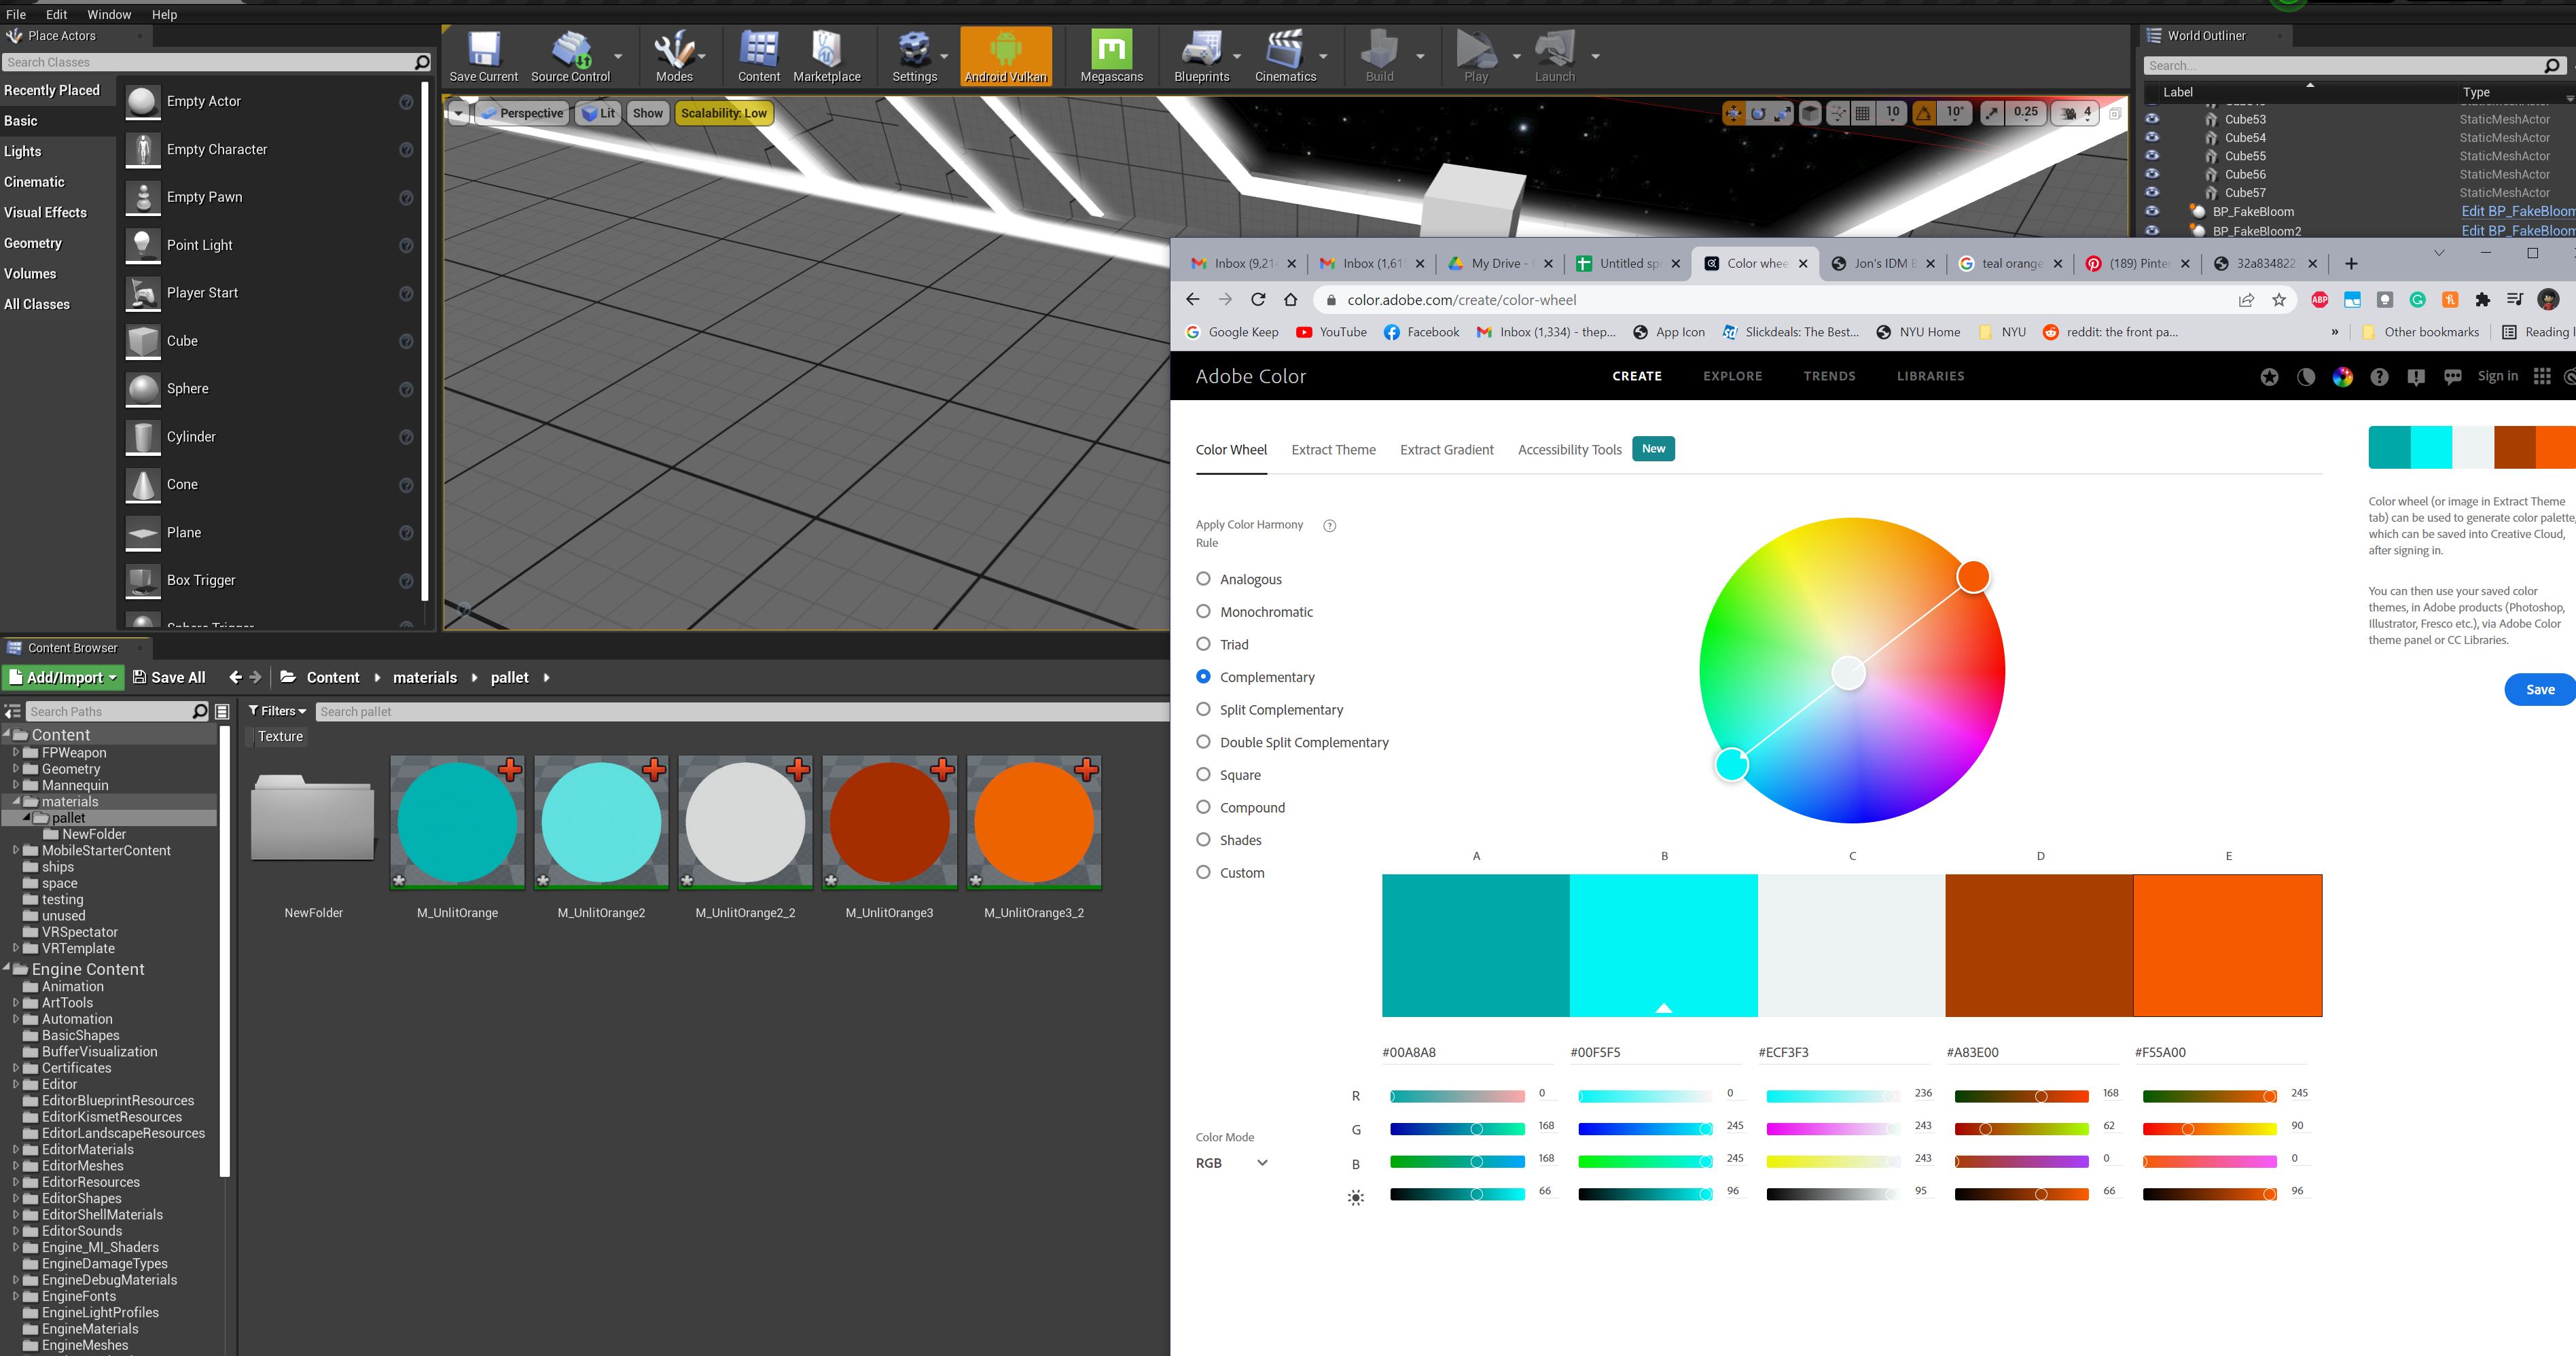 File Edit Window Help
Place Actors
Search Classes
Recently Placed
Basic
Lights
Cinematic
Visual Effects
Geometry
Volumes
All Classes
Empty Actor
Empty Character
Empty Pawn
Point Light
Player Start
Cube
Sphere
Cylinder
Cone
Plane
Box Trigger
Sphere Trigger
Save Current Source Control Modes Content Marketplace Settings Android Vulkan Megascans Blueprints Cinematics Build Play Launch
Perspective Lit Show Scalability: Low
10 10° 0.25 4
World Outliner
Search...
Label Type
Cube53 StaticMeshActor
Cube54 StaticMeshActor
Cube55 StaticMeshActor
Cube56 StaticMeshActor
Cube57 StaticMeshActor
BP_FakeBloom Edit BP_FakeBloom
BP_FakeBloom2 Edit BP_FakeBloom
Content Browser
Add/Import Save All Content materials pallet
Search Paths
Filters Search pallet
Texture
Content
FPWeapon
Geometry
Mannequin
materials
pallet
NewFolder
MobileStarterContent
ships
space
testing
unused
VRSpectator
VRTemplate
Engine Content
Animation
ArtTools
Automation
BasicShapes
BufferVisualization
Certificates
Editor
EditorBlueprintResources
EditorKismetResources
EditorLandscapeResources
EditorMaterials
EditorMeshes
EditorResources
EditorShapes
EditorShellMaterials
EditorSounds
Engine_MI_Shaders
EngineDamageTypes
EngineDebugMaterials
EngineFonts
EngineLightProfiles
EngineMaterials
EngineMeshes
NewFolder M_UnlitOrange M_UnlitOrange2 M_UnlitOrange2_2 M_UnlitOrange3 M_UnlitOrange3_2
Inbox (9,21 Inbox (1,61 My Drive - Untitled sp Color whee Jon's IDM teal orange (189) Pinte 32a834822
color.adobe.com/create/color-wheel
ABP
Google Keep YouTube Facebook Inbox (1,334) - thep... App Icon Slickdeals: The Best... NYU Home NYU reddit: the front pa... » Other bookmarks Reading
Adobe Color CREATE EXPLORE TRENDS LIBRARIES Sign in
Color Wheel Extract Theme Extract Gradient Accessibility Tools New
Apply Color Harmony
Rule
Analogous
Monochromatic
Triad
Complementary
Split Complementary
Double Split Complementary
Square
Compound
Shades
Custom
Color wheel (or image in Extract Theme
tab) can be used to generate color palette,
which can be saved into Creative Cloud,
after signing in.
You can then use your saved color
themes, in Adobe products (Photoshop,
Illustrator, Fresco etc.), via Adobe Color
theme panel or CC Libraries.
Save
A B C D E
#00A8A8 #00F5F5 #ECF3F3 #A83E00 #F55A00
R 0 0 236 168 245
G 168 245 243 62 90
B 168 245 243 0 0
66 96 95 66 96
Color Mode
RGB